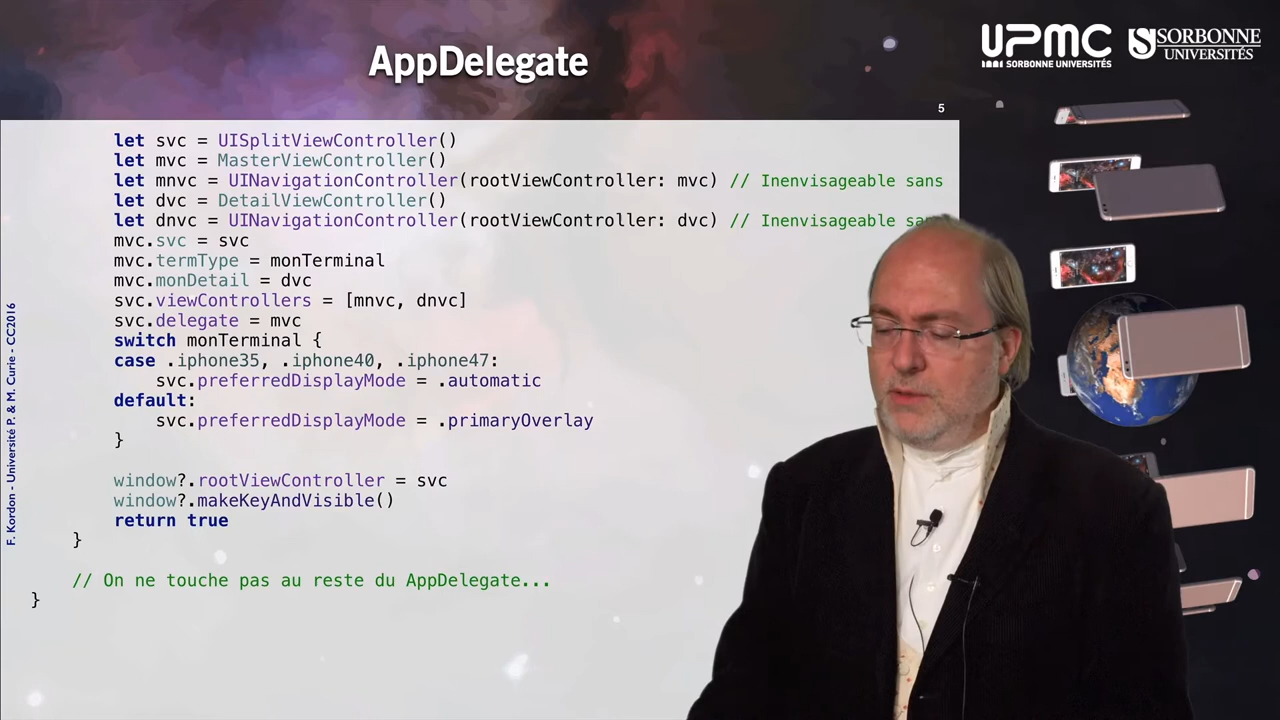 AppDelegate
UPMC
SORBONNE UNIVERSITÉS
SORBONNE
UNIVERSITÉS
5
let svc = UISplitViewController()
let mvc = MasterViewController()
let mnvc = UINavigationController(rootViewController: mvc) // Inenvisageable sans
let dvc = DetailViewController()
let dnvc = UINavigationController(rootViewController: dvc) // Inenvisageable
mvc.svc = svc
mvc.termType = monTerminal
mvc.monDetail = dvc
svc.viewControllers = [mnvc, dnvc]
svc.delegate = mvc
switch monTerminal {
case .iphone35, .iphone40, .iphone47:
svc.preferredDisplayMode = .automatic
default:
svc.preferredDisplayMode = .primaryOverlay
}
window?.rootViewController = svc
window?.makeKeyAndVisible()
return true
}
// On ne touche pas au reste du AppDelegate...
}
F. Kordon - Université P. & M. Curie - CC2016